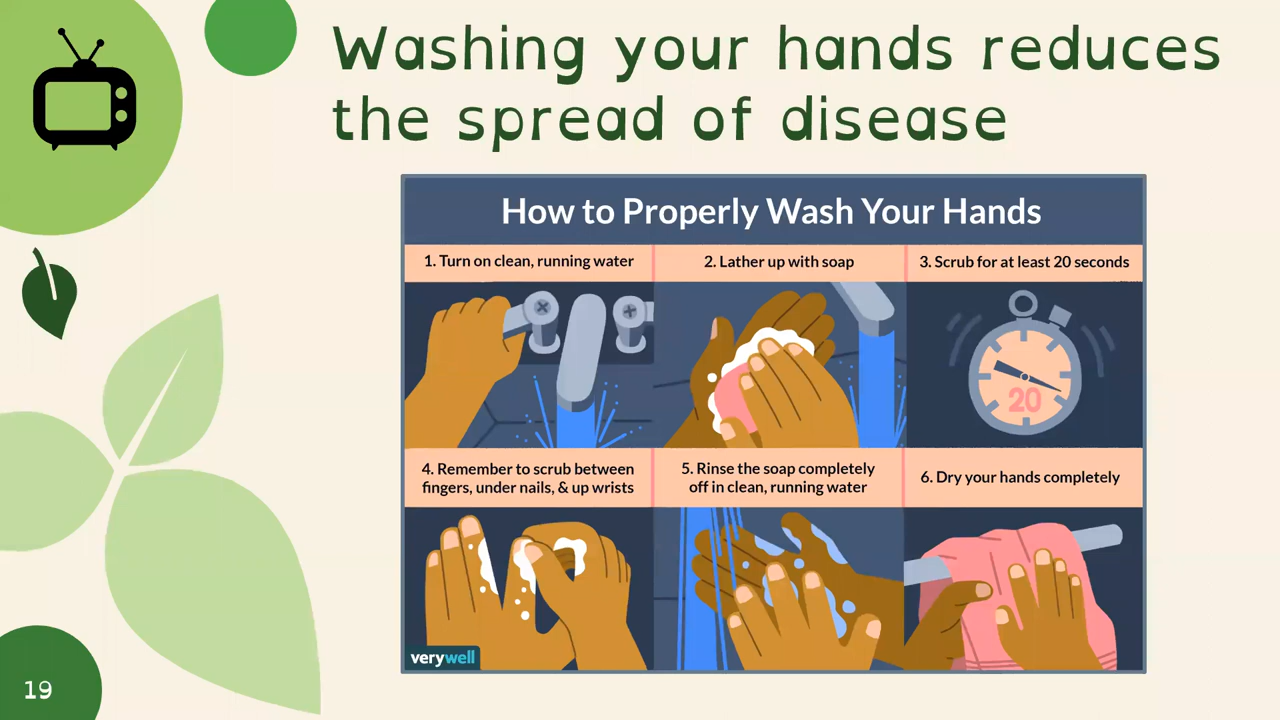 Washing your hands reduces
the spread of disease
How to Properly Wash Your Hands
1. Turn on clean, running water
2. Lather up with soap
3. Scrub for at least 20 seconds
20
4. Remember to scrub between
fingers, under nails, & up wrists
5. Rinse the soap completely
off in clean, running water
6. Dry your hands completely
verywell
19